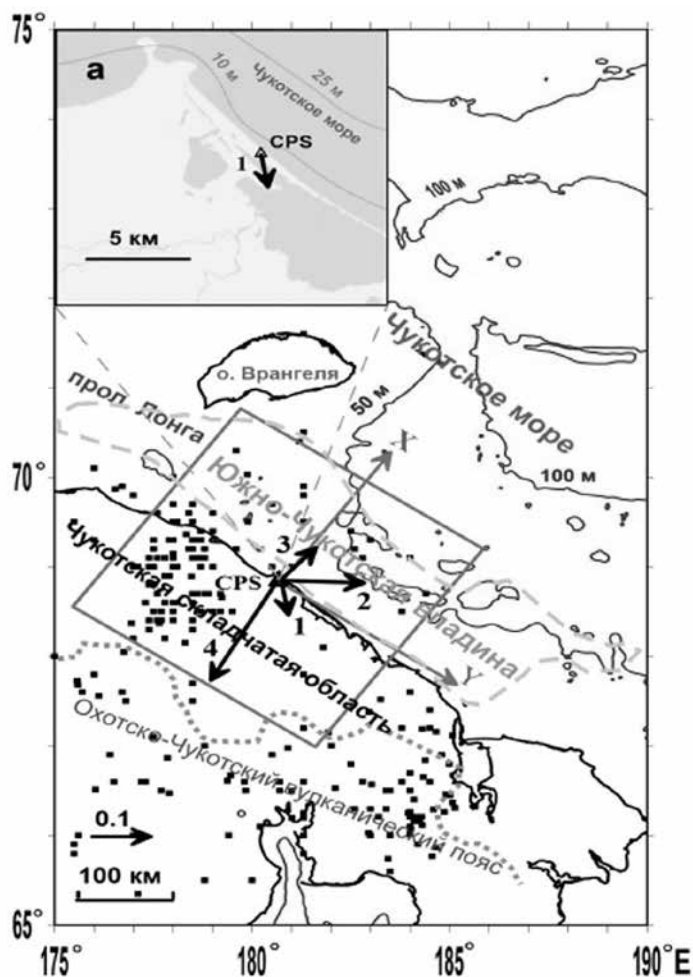 75°
а
10 м
25 м
Чукотское море
CPS
1
5 км
100 м
Чукотское море
о. Врангеля
прол. Лонга
50 м
X
70°
100 м
Южно-Чукотская впадина
3
CPS
2
1
Чукотская складчатая область
4
Y
Охотско-Чукотский вулканический пояс
0.1
100 км
65°
175°
180°
185°
190°E